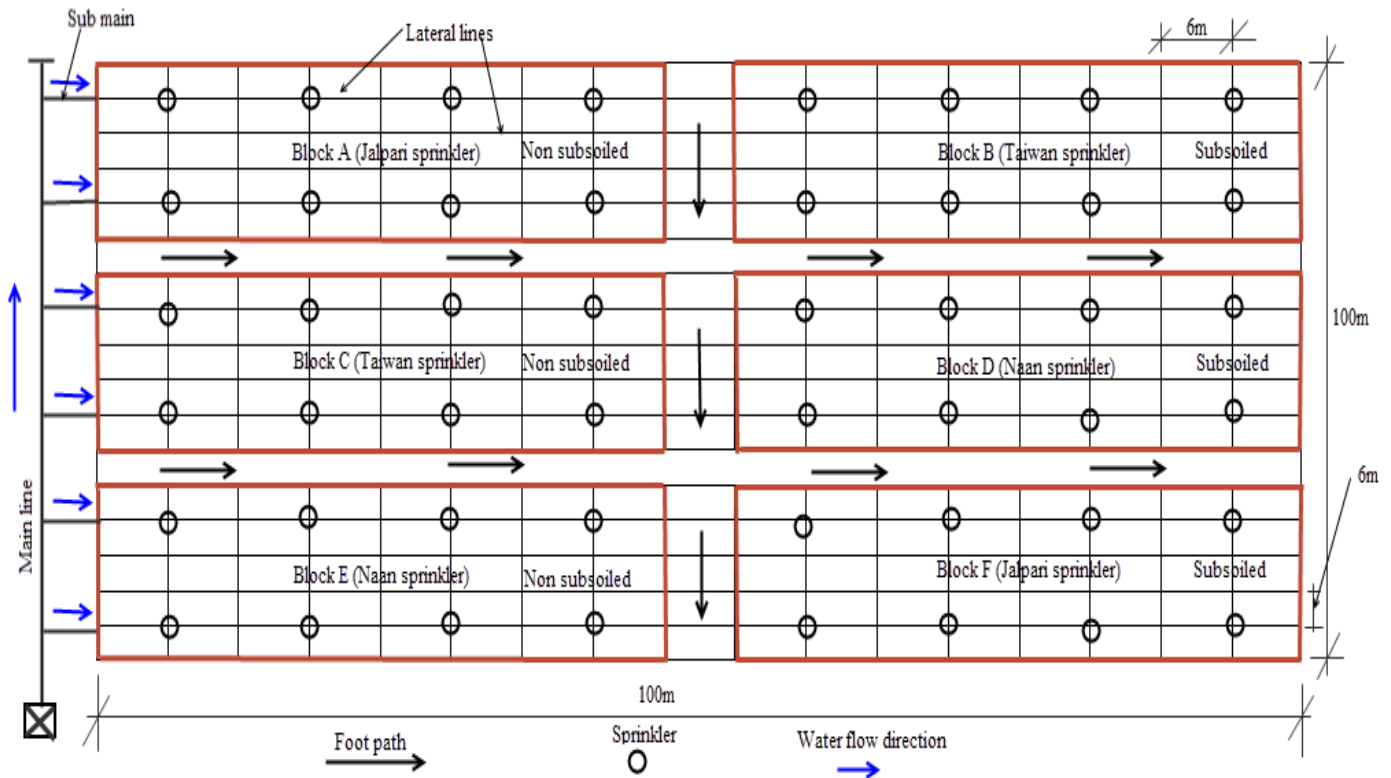 Sub main
Lateral lines
6m
Block A (Jalpari sprinkler)
Non subsoiled
Block B (Taiwan sprinkler)
Subsoiled
Block C (Taiwan sprinkler)
Non subsoiled
Block D (Naan sprinkler)
Subsoiled
100m
Main line
6m
Block E (Naan sprinkler)
Non subsoiled
Block F (Jalpari sprinkler)
Subsoiled
100m
Foot path
Sprinkler
Water flow direction